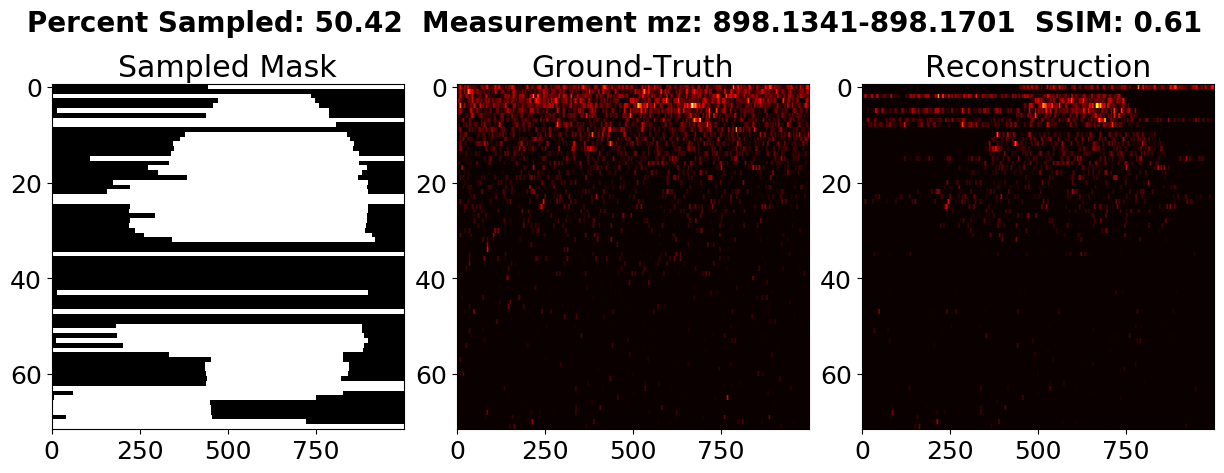 Percent Sampled: 50.42 Measurement mz: 898.1341-898.1701 SSIM: 0.61
Sampled Mask Ground-Truth Reconstruction
0 0 0
20 20 20
40 40 40
60 60 60
0 250 500 750 0 250 500 750 0 250 500 750